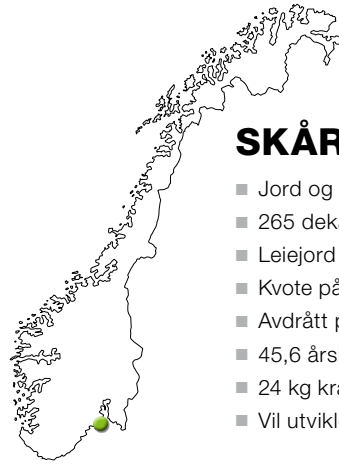 SKÅR
■ Jord og
■ 265 deka
■ Leiejord
■ Kvote på
■ Avdrått p
■ 45,6 års
■ 24 kg kra
■ Vil utvikl